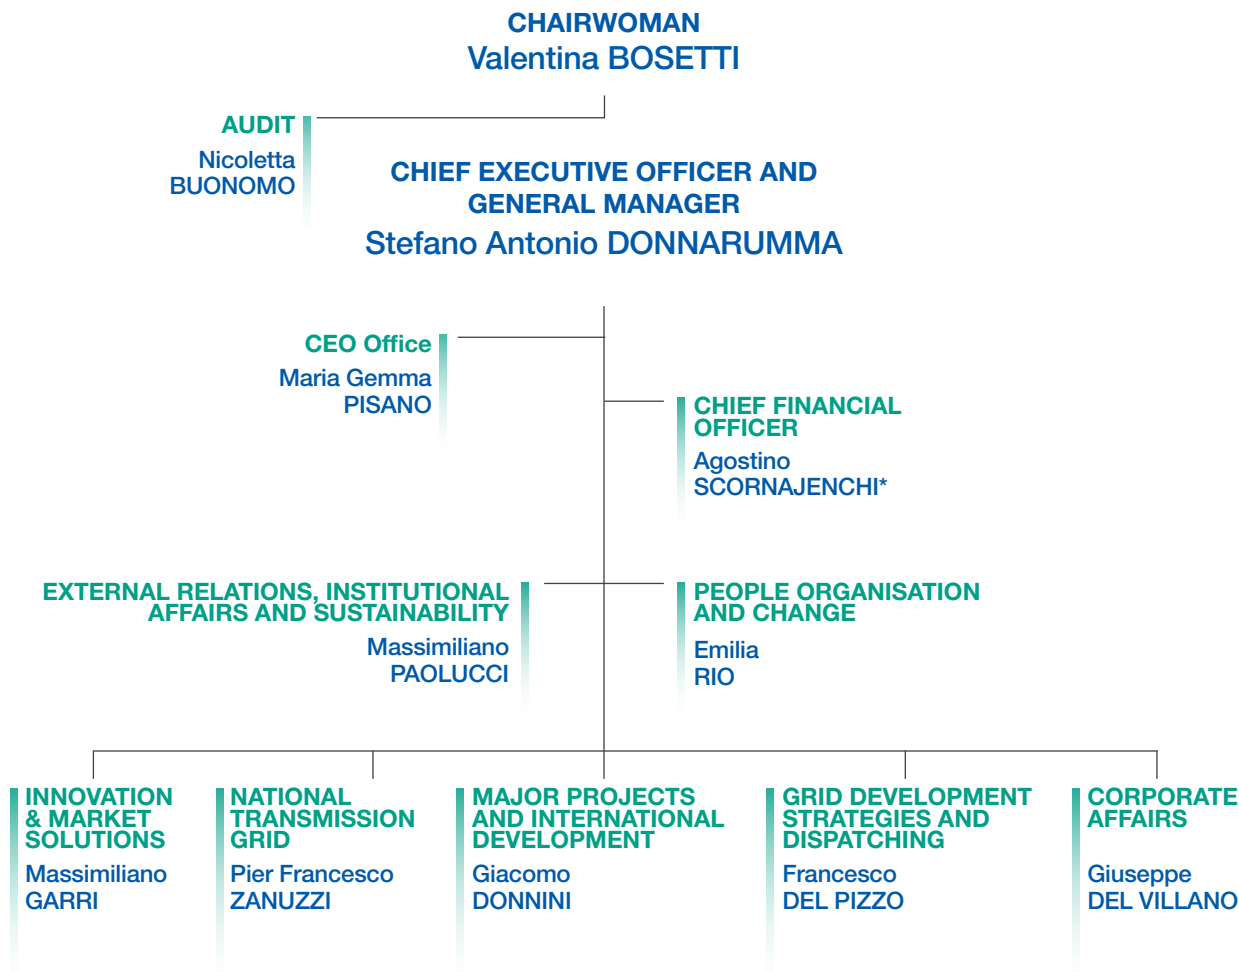 CHAIRWOMAN
Valentina BOSETTI
AUDIT
Nicoletta
BUONOMO
CHIEF EXECUTIVE OFFICER AND
GENERAL MANAGER
Stefano Antonio DONNARUMMA
CEO Office
Maria Gemma
PISANO
CHIEF FINANCIAL
OFFICER
Agostino
SCORNAJENCHI*
EXTERNAL RELATIONS, INSTITUTIONAL
AFFAIRS AND SUSTAINABILITY
Massimiliano
PAOLUCCI
PEOPLE ORGANISATION
AND CHANGE
Emilia
RIO
INNOVATION
& MARKET
SOLUTIONS
Massimiliano
GARRI
NATIONAL
TRANSMISSION
GRID
Pier Francesco
ZANUZZI
MAJOR PROJECTS
AND INTERNATIONAL
DEVELOPMENT
Giacomo
DONNINI
GRID DEVELOPMENT
STRATEGIES AND
DISPATCHING
Francesco
DEL PIZZO
CORPORATE
AFFAIRS
Giuseppe
DEL VILLANO